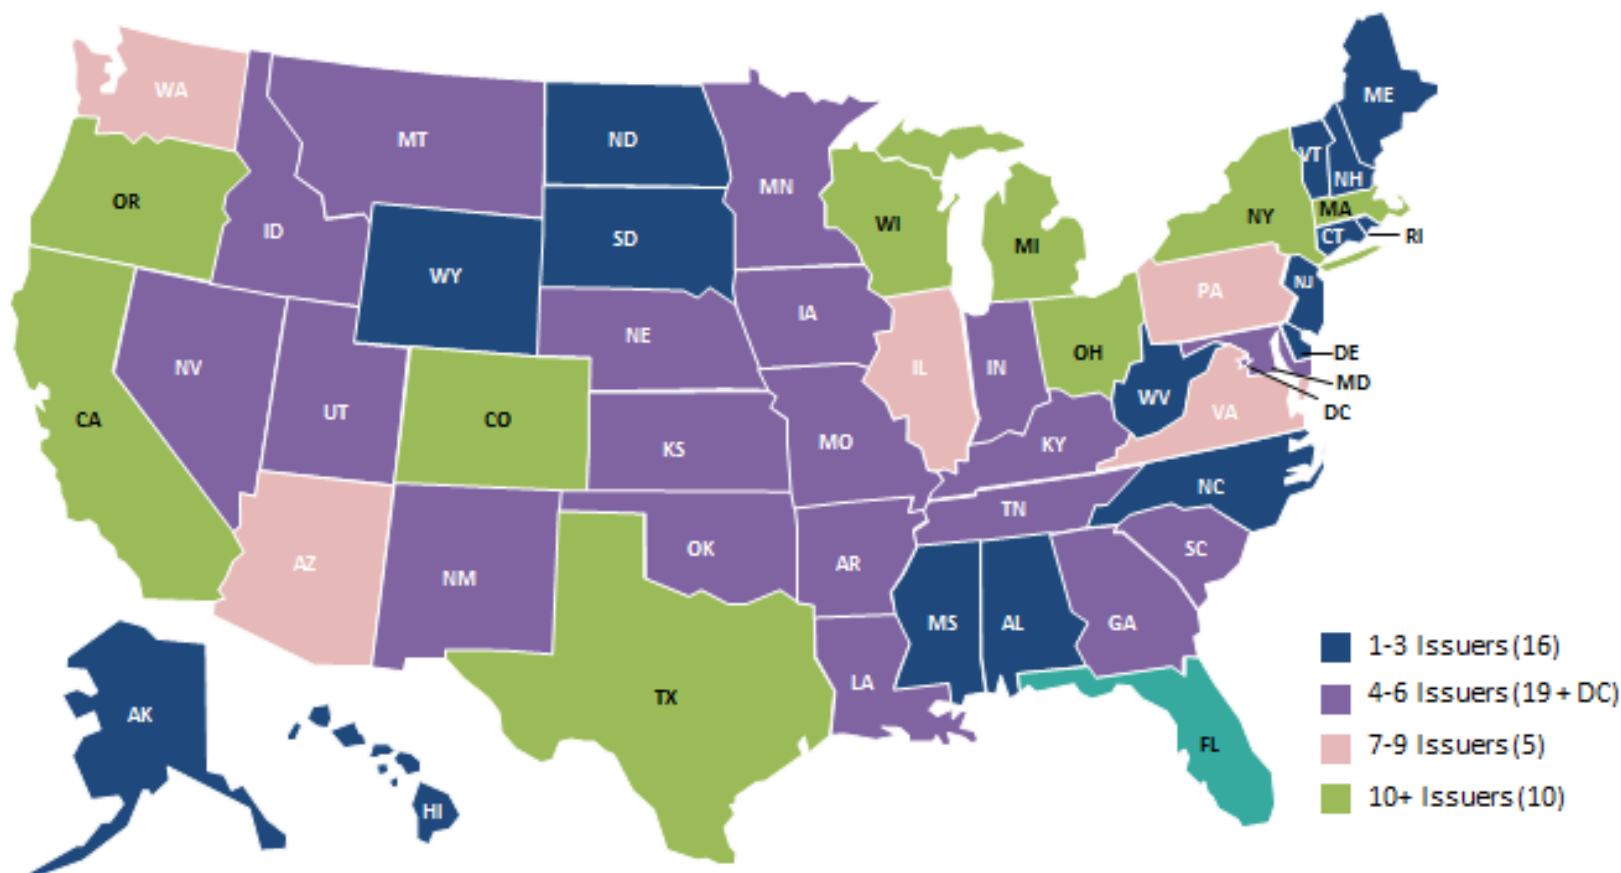 WA
MT
ND
MN
ME
VT
NH
OR
ID
SD
WI
MI
NY
MA
CT
RI
WY
NV
UT
CO
NE
IA
IL
IN
OH
PA
NJ
DE
MD
DC
WV
VA
CA
KS
MO
KY
NC
TN
SC
AZ
NM
OK
AR
MS
AL
GA
TX
LA
FL
AK
HI
1-3 Issuers (16)
4-6 Issuers (19 + DC)
7-9 Issuers (5)
10+ Issuers (10)